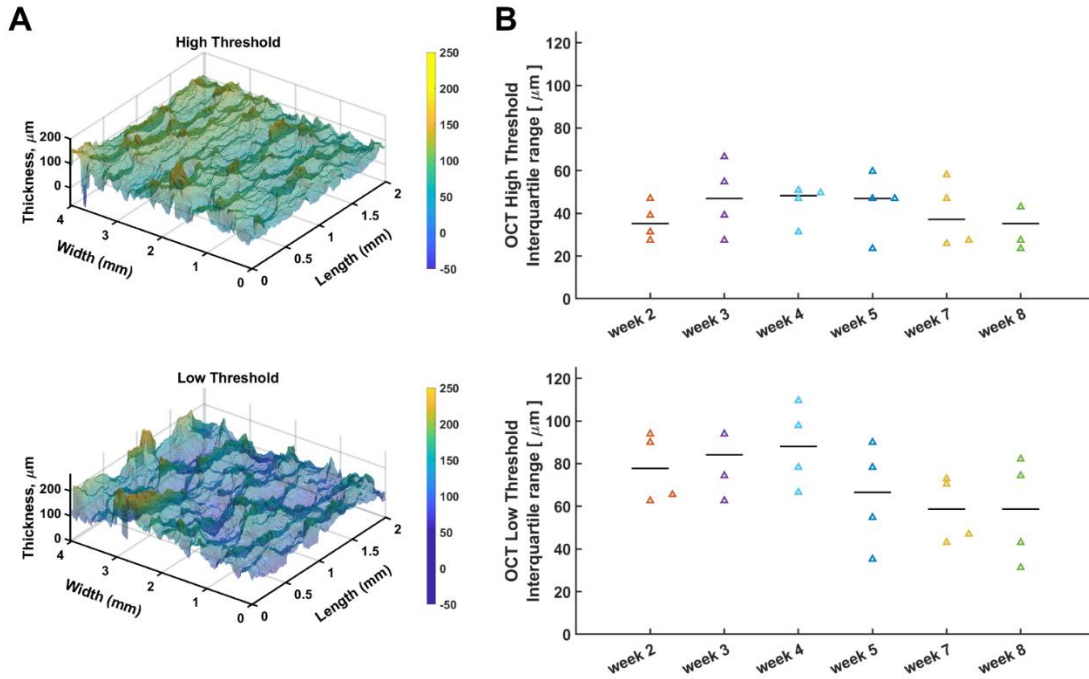 A
B
High Threshold
250
200
150
100
50
0
-50
Thickness, μm
200
100
0
4
3
2
1
0
Width (mm)
0
0.5
1
1.5
2
Length (mm)
OCT High Threshold
Interquartile range [ μm]
120
100
80
60
40
20
0
week 2
week 3
week 4
week 5
week 7
week 8
Low Threshold
250
200
150
100
50
0
-50
Thickness, μm
200
100
0
4
3
2
1
0
Width (mm)
0
0.5
1
1.5
2
Length (mm)
OCT Low Threshold
Interquartile range [ μm]
120
100
80
60
40
20
0
week 2
week 3
week 4
week 5
week 7
week 8